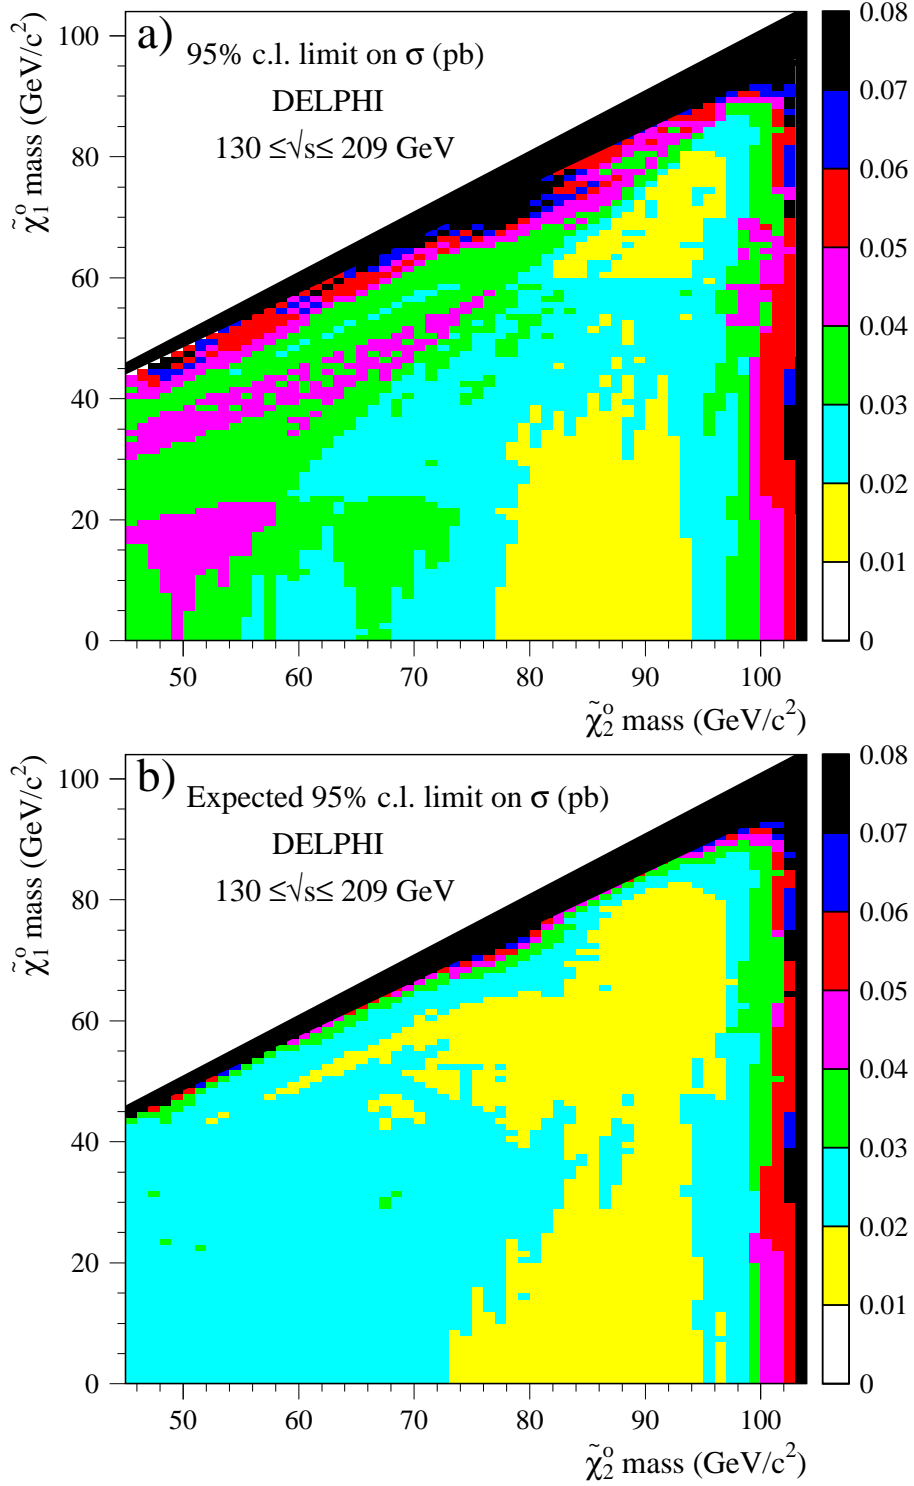 a)
95% c.l. limit on σ (pb)
DELPHI
130 ≤√s≤ 209 GeV
χ̃₁⁰ mass (GeV/c²)
100
80
60
40
20
0
50 60 70 80 90 100
χ̃₂⁰ mass (GeV/c²)
0.08
0.07
0.06
0.05
0.04
0.03
0.02
0.01
0
b)
Expected 95% c.l. limit on σ (pb)
DELPHI
130 ≤√s≤ 209 GeV
χ̃₁⁰ mass (GeV/c²)
100
80
60
40
20
0
50 60 70 80 90 100
χ̃₂⁰ mass (GeV/c²)
0.08
0.07
0.06
0.05
0.04
0.03
0.02
0.01
0